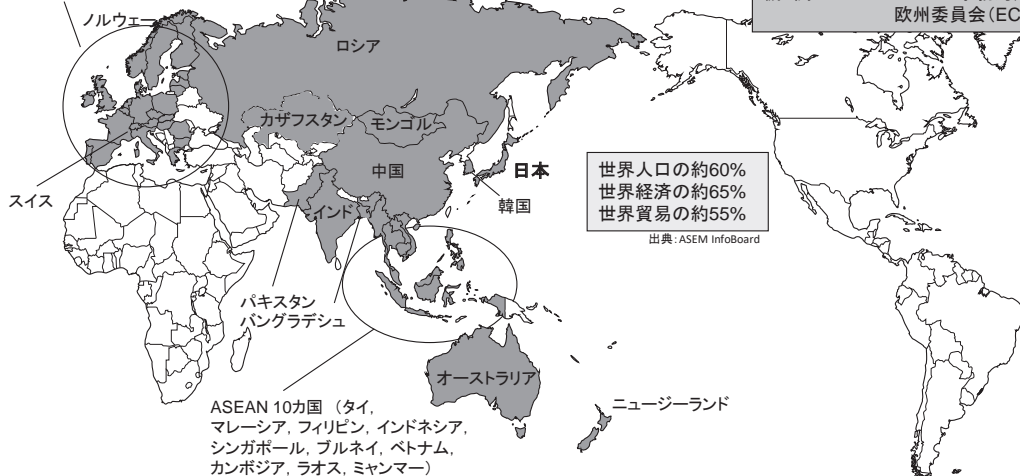 欧州委員会（EC
ノルウェー
ロシア
カザフスタン
モンゴル
中国
日本
韓国
スイス
インド
世界人口の約60%
世界経済の約65%
世界貿易の約55%
出典：ASEM InfoBoard
パキスタン
バングラデシュ
オーストラリア
ニュージーランド
ASEAN 10カ国 （タイ，
マレーシア，フィリピン，インドネシア，
シンガポール，ブルネイ，ベトナム，
カンボジア，ラオス，ミャンマー）